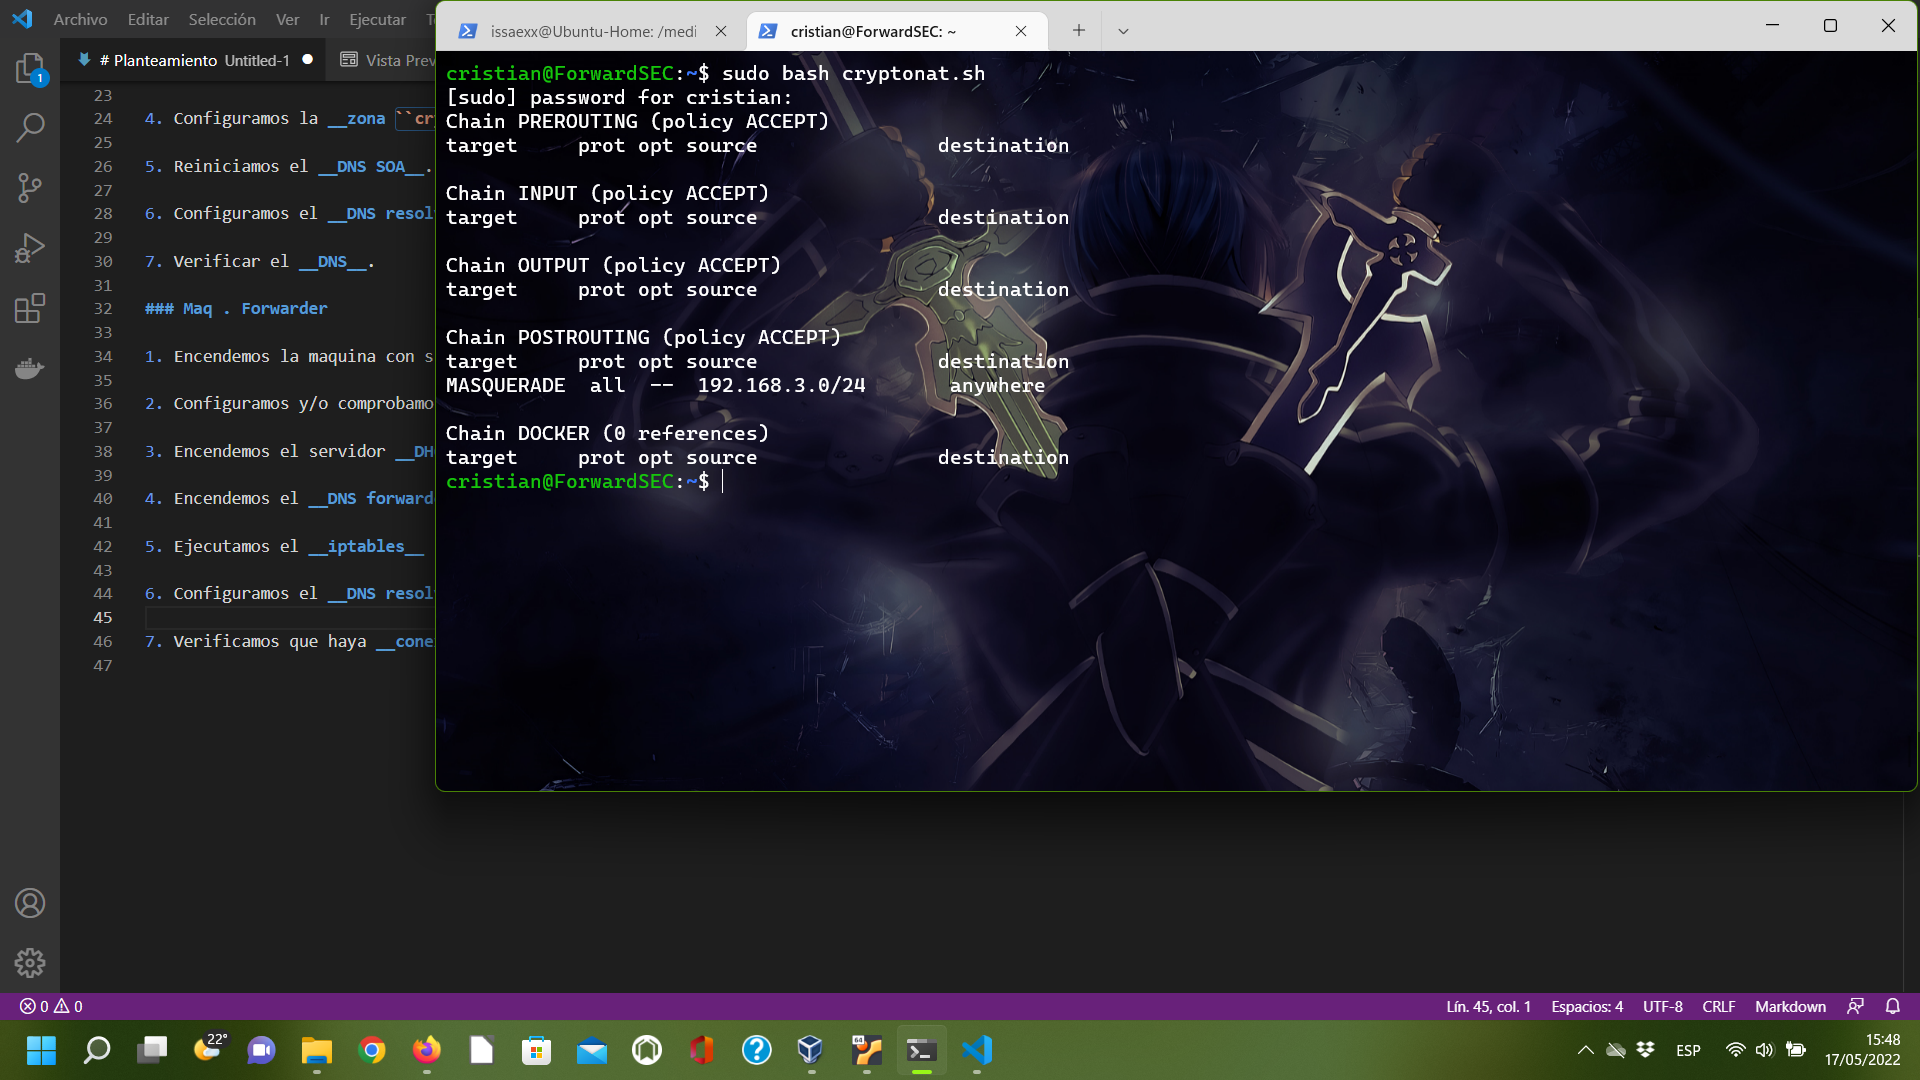 Archivo Editar Selección Ver Ir Ejecutar
issaexx@Ubuntu-Home: /medi
cristian@ForwardSEC: ~
# Planteamiento Untitled-1
Vista Prev
1
23
24 4. Configuramos la __zona ``cry
25
26 5. Reiniciamos el __DNS SOA__.
27
28 6. Configuramos el __DNS resol
29
30 7. Verificar el __DNS__.
31
32 ### Maq . Forwarder
33
34 1. Encendemos la maquina con s
35
36 2. Configuramos y/o comprobamo
37
38 3. Encendemos el servidor __DH
39
40 4. Encendemos el __DNS forward
41
42 5. Ejecutamos el __iptables__
43
44 6. Configuramos el __DNS resol
45
46 7. Verificamos que haya __cone
47
cristian@ForwardSEC:~$ sudo bash cryptonat.sh
[sudo] password for cristian:
Chain PREROUTING (policy ACCEPT)
target prot opt source destination
Chain INPUT (policy ACCEPT)
target prot opt source destination
Chain OUTPUT (policy ACCEPT)
target prot opt source destination
Chain POSTROUTING (policy ACCEPT)
target prot opt source destination
MASQUERADE all -- 192.168.3.0/24 anywhere
Chain DOCKER (0 references)
target prot opt source destination
cristian@ForwardSEC:~$
0 0
Lín. 45, col. 1 Espacios: 4 UTF-8 CRLF Markdown
22°
64
ESP
15:48
17/05/2022